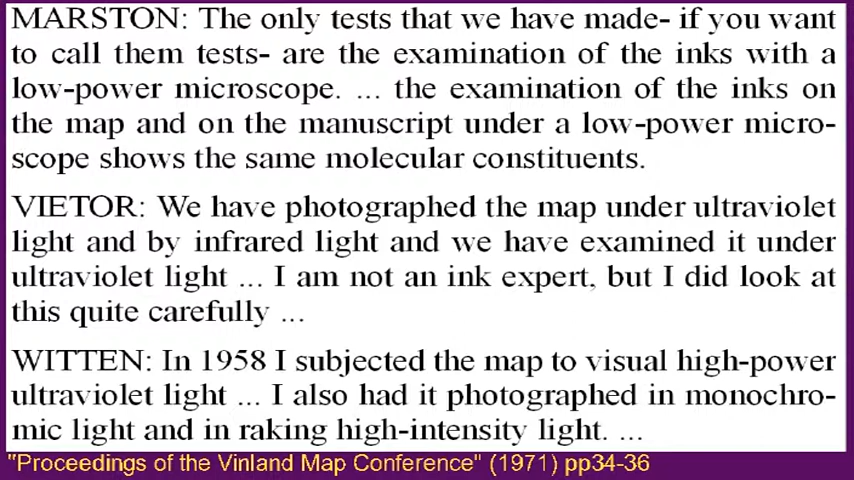 MARSTON: The only tests that we have made- if you want
to call them tests- are the examination of the inks with a
low-power microscope. ... the examination of the inks on
the map and on the manuscript under a low-power micro-
scope shows the same molecular constituents.
VIETOR: We have photographed the map under ultraviolet
light and by infrared light and we have examined it under
ultraviolet light ... I am not an ink expert, but I did look at
this quite carefully ...
WITTEN: In 1958 I subjected the map to visual high-power
ultraviolet light ... I also had it photographed in monochro-
mic light and in raking high-intensity light. ...
"Proceedings of the Vinland Map Conference" (1971) pp34-36